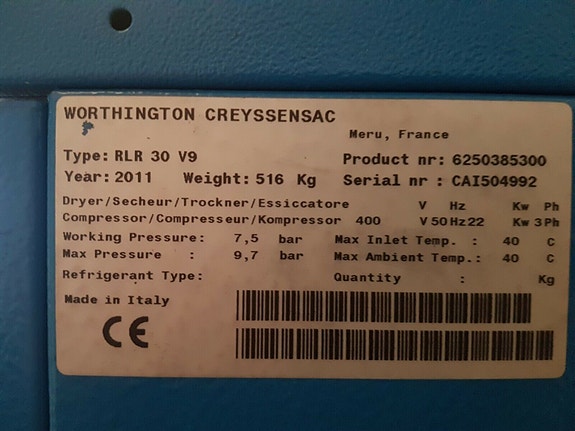 WORTHINGTON CREYSSENSAC
Meru, France
Type: RLR 30 V9 Product nr: 6250385300
Year: 2011 Weight: 516 Kg Serial nr : CAI504992
Dryer/Secheur/Trockner/Essiccatore V Hz Kw Ph
Compressor/Compresseur/Kompressor 400 V 50 Hz 22 Kw 3 Ph
Working Pressure: 7,5 bar Max Inlet Temp. : 40 C
Max Pressure : 9,7 bar Max Ambient Temp.: 40 C
Refrigerant Type: Quantity : Kg
Made in Italy
CE